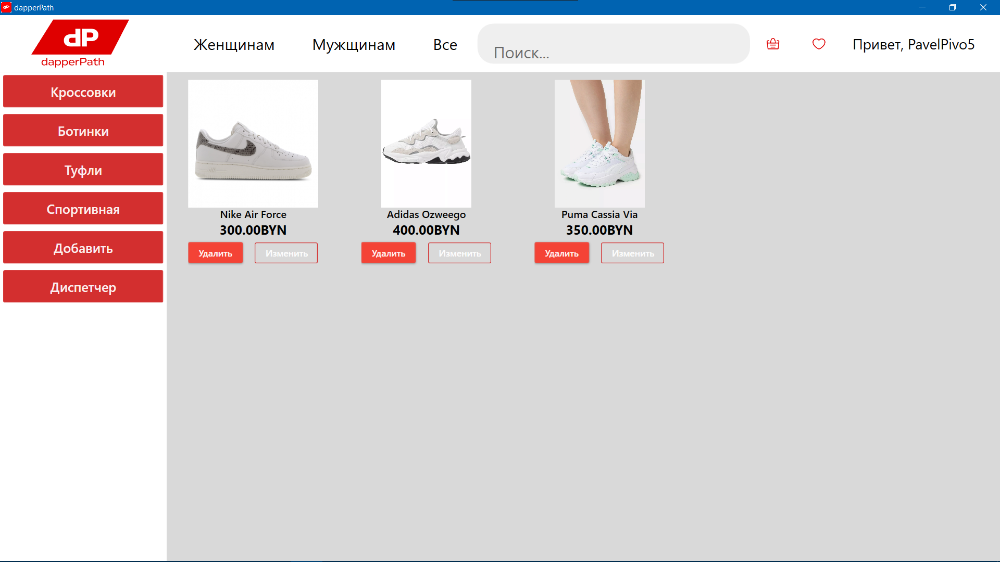 dapperPath
dP
dapperPath
Женщинам
Мужщинам
Все
Поиск...
Привет, PavelPivo5
Кроссовки
Ботинки
Туфли
Спортивная
Добавить
Диспетчер
Nike Air Force
300.00BYN
Удалить
Изменить
Adidas Ozweego
400.00BYN
Удалить
Изменить
Puma Cassia Via
350.00BYN
Удалить
Изменить